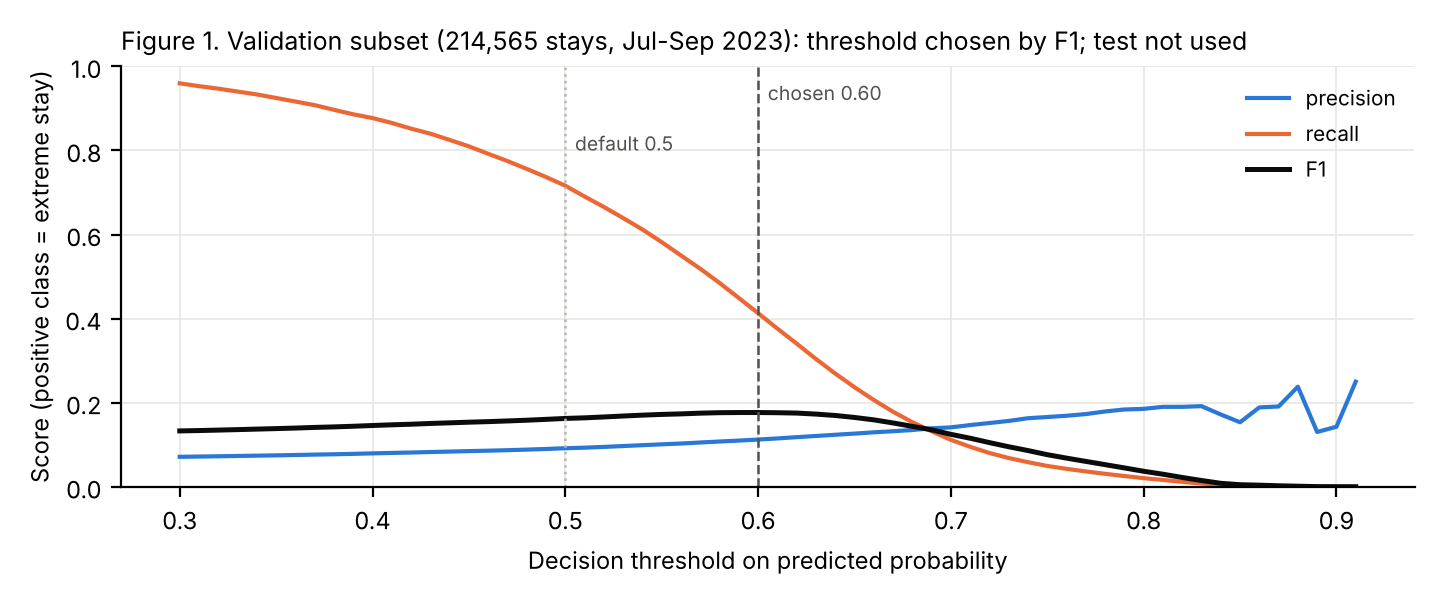 Figure 1. Validation subset (214,565 stays, Jul-Sep 2023): threshold chosen by F1; test not used
Score (positive class = extreme stay)
1.0
0.8
0.6
0.4
0.2
0.0
default 0.5
chosen 0.60
precision
recall
F1
0.3
0.4
0.5
0.6
0.7
0.8
0.9
Decision threshold on predicted probability